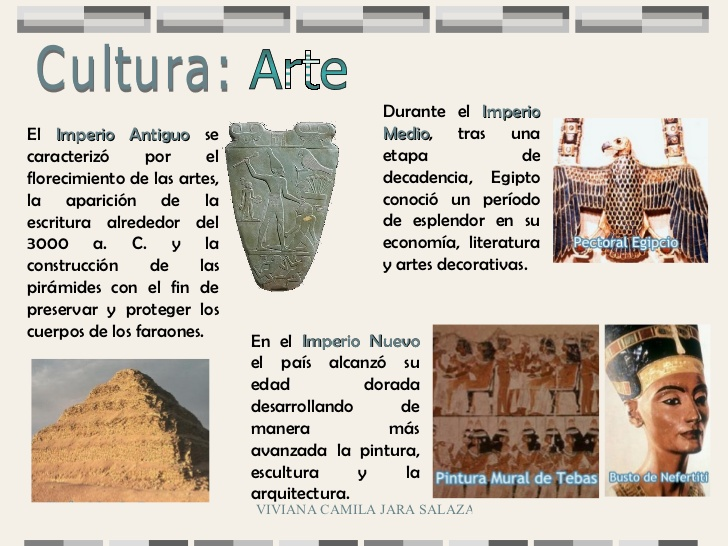 Cultura: Arte
El Imperio Antiguo se
caracterizó por el
florecimiento de las artes,
la aparición de la
escritura alrededor del
3000 a. C. y la
construcción de las
pirámides con el fin de
preservar y proteger los
cuerpos de los faraones.
Durante el Imperio
Medio, tras una
etapa de
decadencia, Egipto
conoció un período
de esplendor en su
economía, literatura
y artes decorativas.
Pectoral Egipcio
En el Imperio Nuevo
el país alcanzó su
edad dorada
desarrollando de
manera más
avanzada la pintura,
escultura y la
arquitectura.
Pintura Mural de Tebas
Busto de Nefertiti
VIVIANA CAMILA JARA SALAZA